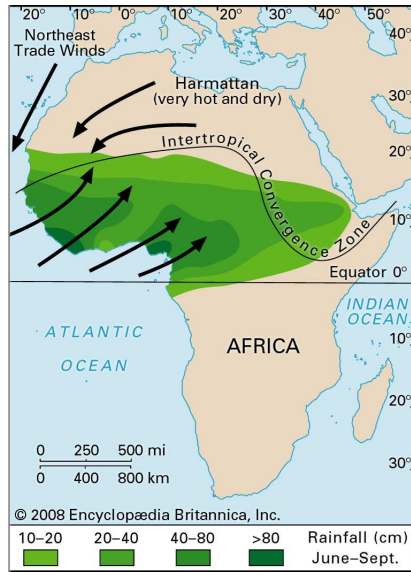 20° 10° 0° 10° 20° 30° 40° 50°
Northeast
Trade Winds
40°
Harmattan
(very hot and dry)
30°
Intertropical Convergence Zone
20°
10°
Equator 0°
INDIAN
OCEAN
ATLANTIC
OCEAN
AFRICA
10°
20°
30°
0 250 500 mi
0 400 800 km
© 2008 Encyclopædia Britannica, Inc.
10–20 20–40 40–80 >80 Rainfall (cm)
June–Sept.